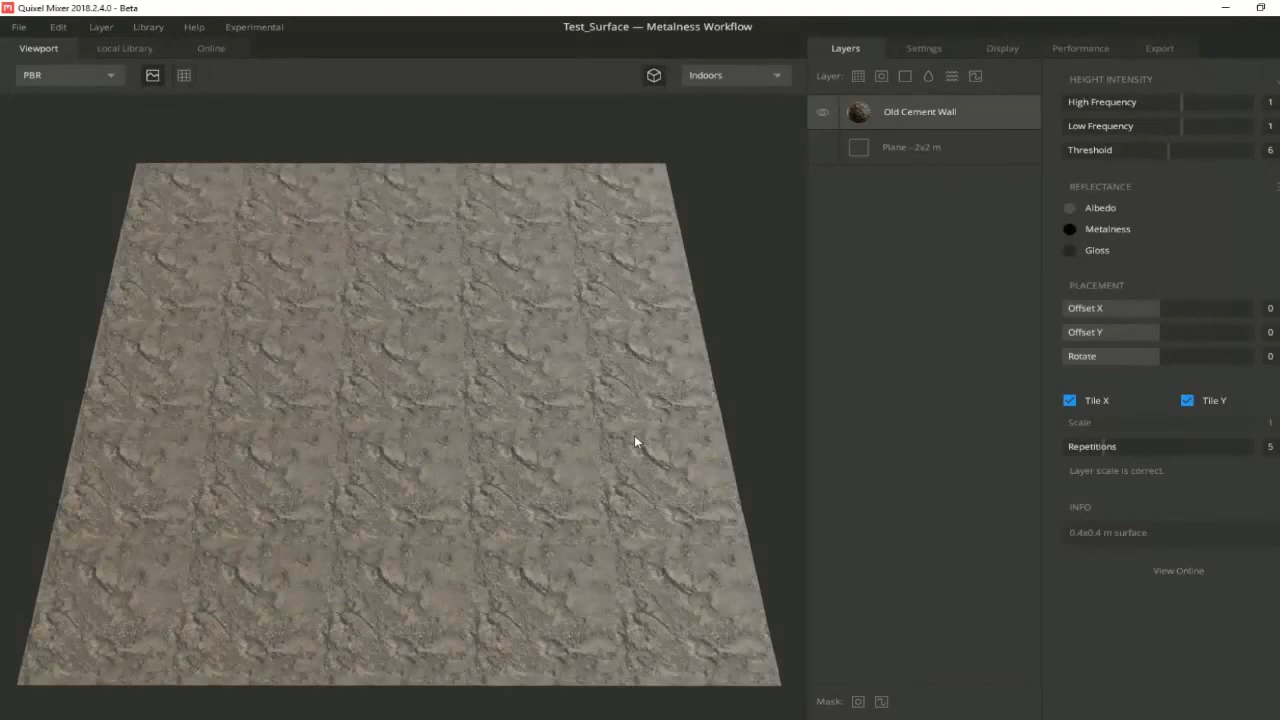 Quixel Mixer 2018.2.4.0 - Beta
File Edit Layer Library Help Experimental
Test_Surface — Metalness Workflow
Viewport Local Library Online
Layers Settings Display Performance Export
PBR
Indoors
Layer:
Old Cement Wall
Plane - 2x2 m
Mask:
HEIGHT INTENSITY
High Frequency 1
Low Frequency 1
Threshold 6
REFLECTANCE
Albedo
Metalness
Gloss
PLACEMENT
Offset X 0
Offset Y 0
Rotate 0
Tile X Tile Y
Scale 1
Repetitions 5
Layer scale is correct.
INFO
0.4x0.4 m surface
View Online